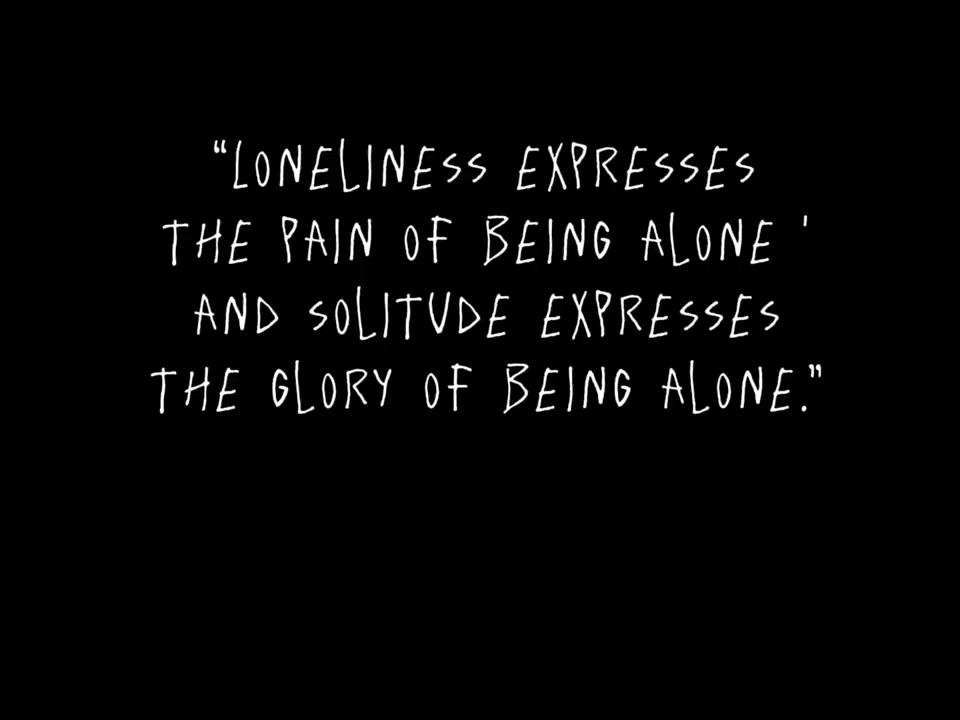 “LONELINESS EXPRESSES
THE PAIN OF BEING ALONE '
AND SOLITUDE EXPRESSES
THE GLORY OF BEING ALONE.”